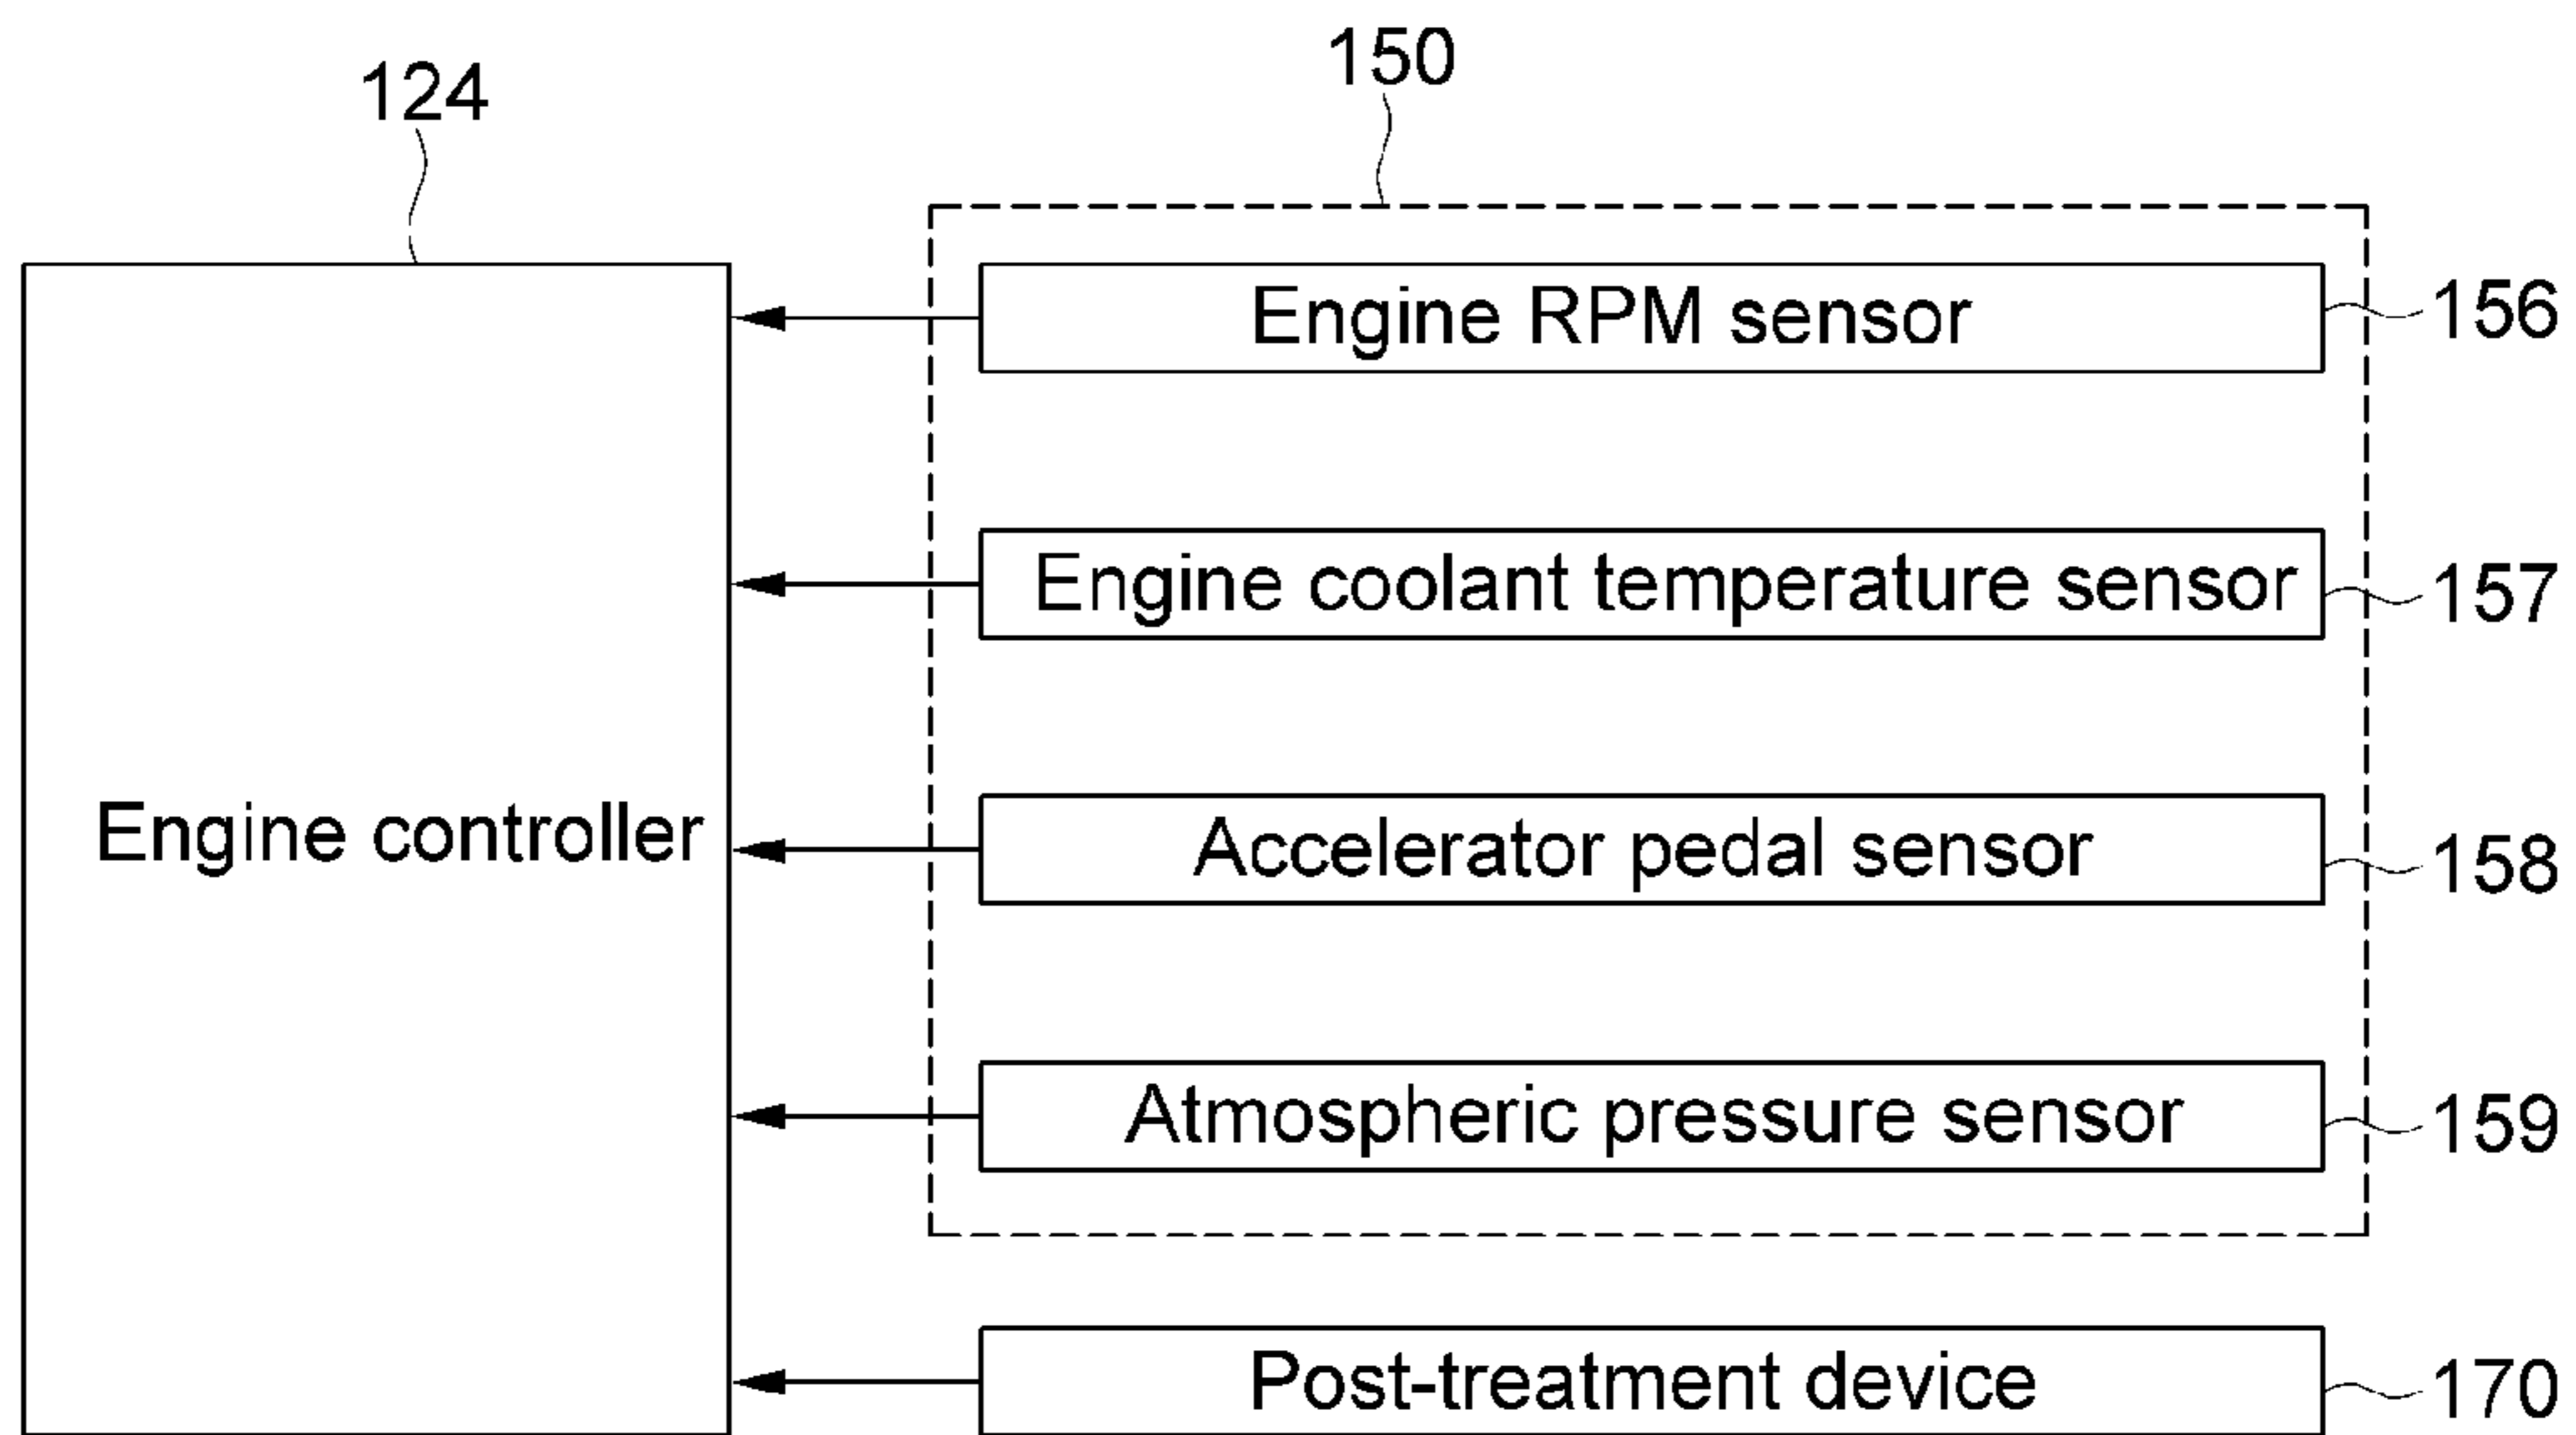 150
124
Engine RPM sensor
156
Engine coolant temperature sensor
157
Engine controller
Accelerator pedal sensor
158
Atmospheric pressure sensor
159
Post-treatment device
170